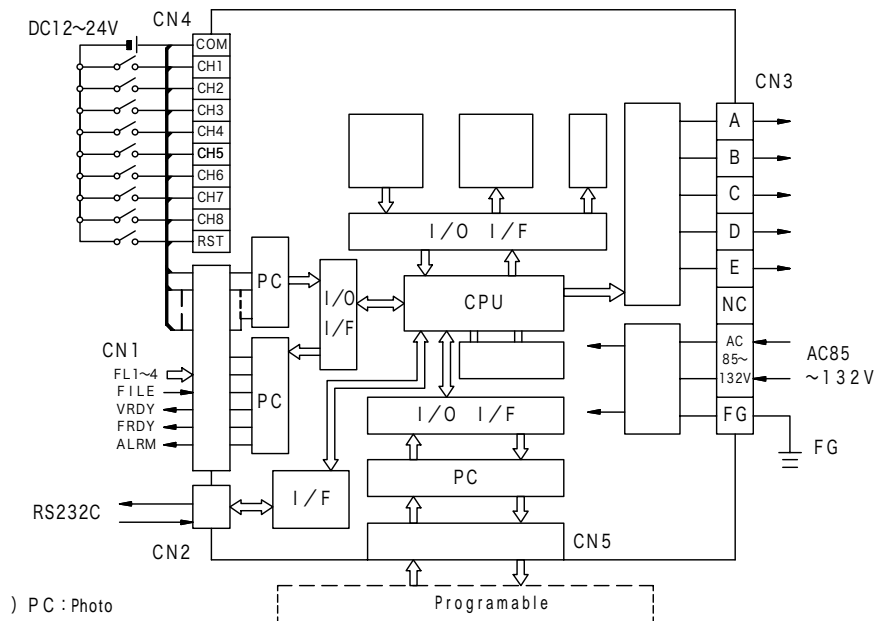 DC12~24V
CN4
COM
CH1
CH2
CH3
CH4
CH5
CH6
CH7
CH8
RST
CN3
A
B
C
D
E
NC
AC
85~
132V
FG
AC85
~132V
FG
I/O I/F
CPU
PC
I/O
I/F
PC
CN1
FL1~4
FILE
VRDY
FRDY
ALRM
I/O I/F
PC
I/F
RS232C
CN2
CN5
Programable
) PC:Photo